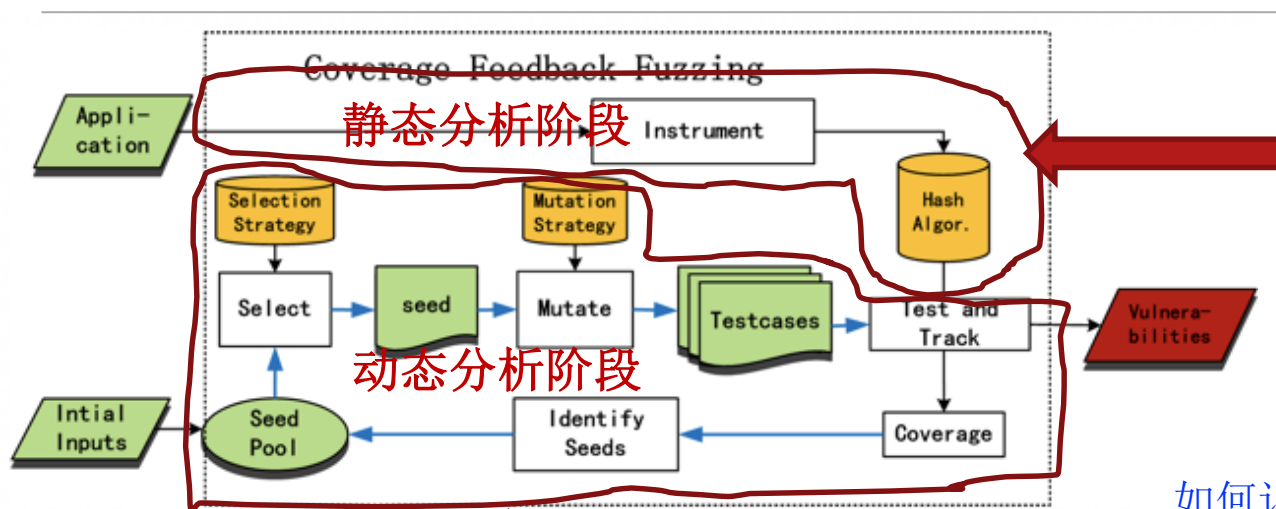 Coverage Feedback Fuzzing
Appli-
cation
静态分析阶段
Instrument
Selection
Strategy
Mutation
Strategy
Hash
Algor.
Select
seed
Mutate
Testcases
Test and
Track
Vulnera-
bilities
动态分析阶段
Intial
Inputs
Seed
Pool
Identify
Seeds
Coverage
如何